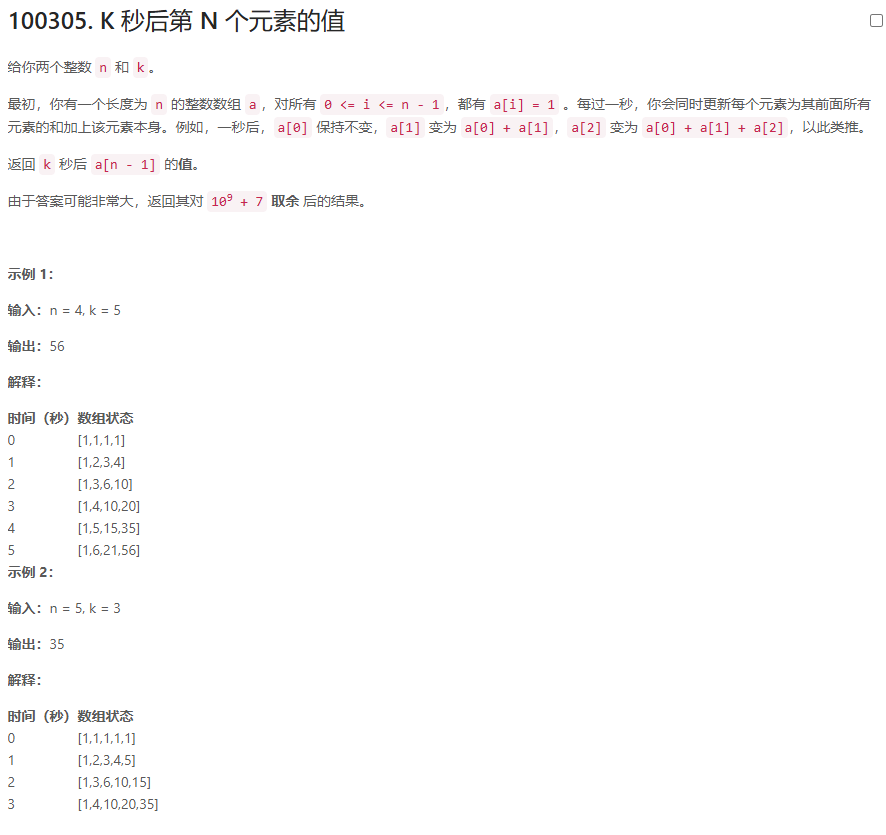 100305. K 秒后第 N 个元素的值
给你两个整数 n 和 k 。
最初，你有一个长度为 n 的整数数组 a ，对所有 0 <= i <= n - 1 ，都有 a[i] = 1 。每过一秒，你会同时更新每个元素为其前面所有
元素的和加上该元素本身。例如，一秒后， a[0] 保持不变， a[1] 变为 a[0] + a[1]， a[2] 变为 a[0] + a[1] + a[2]，以此类推。
返回 k 秒后 a[n - 1] 的值。
由于答案可能非常大，返回其对 10⁹ + 7 取余 后的结果。
示例 1：
输入：n = 4, k = 5
输出：56
解释：
时间（秒）数组状态
0 [1,1,1,1]
1 [1,2,3,4]
2 [1,3,6,10]
3 [1,4,10,20]
4 [1,5,15,35]
5 [1,6,21,56]
示例 2：
输入：n = 5, k = 3
输出：35
解释：
时间（秒）数组状态
0 [1,1,1,1,1]
1 [1,2,3,4,5]
2 [1,3,6,10,15]
3 [1,4,10,20,35]